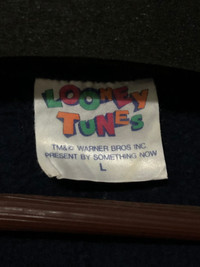 LOONEY
TUNES
TM&© WARNER BROS INC
PRESENT BY SOMETHING NOW
L